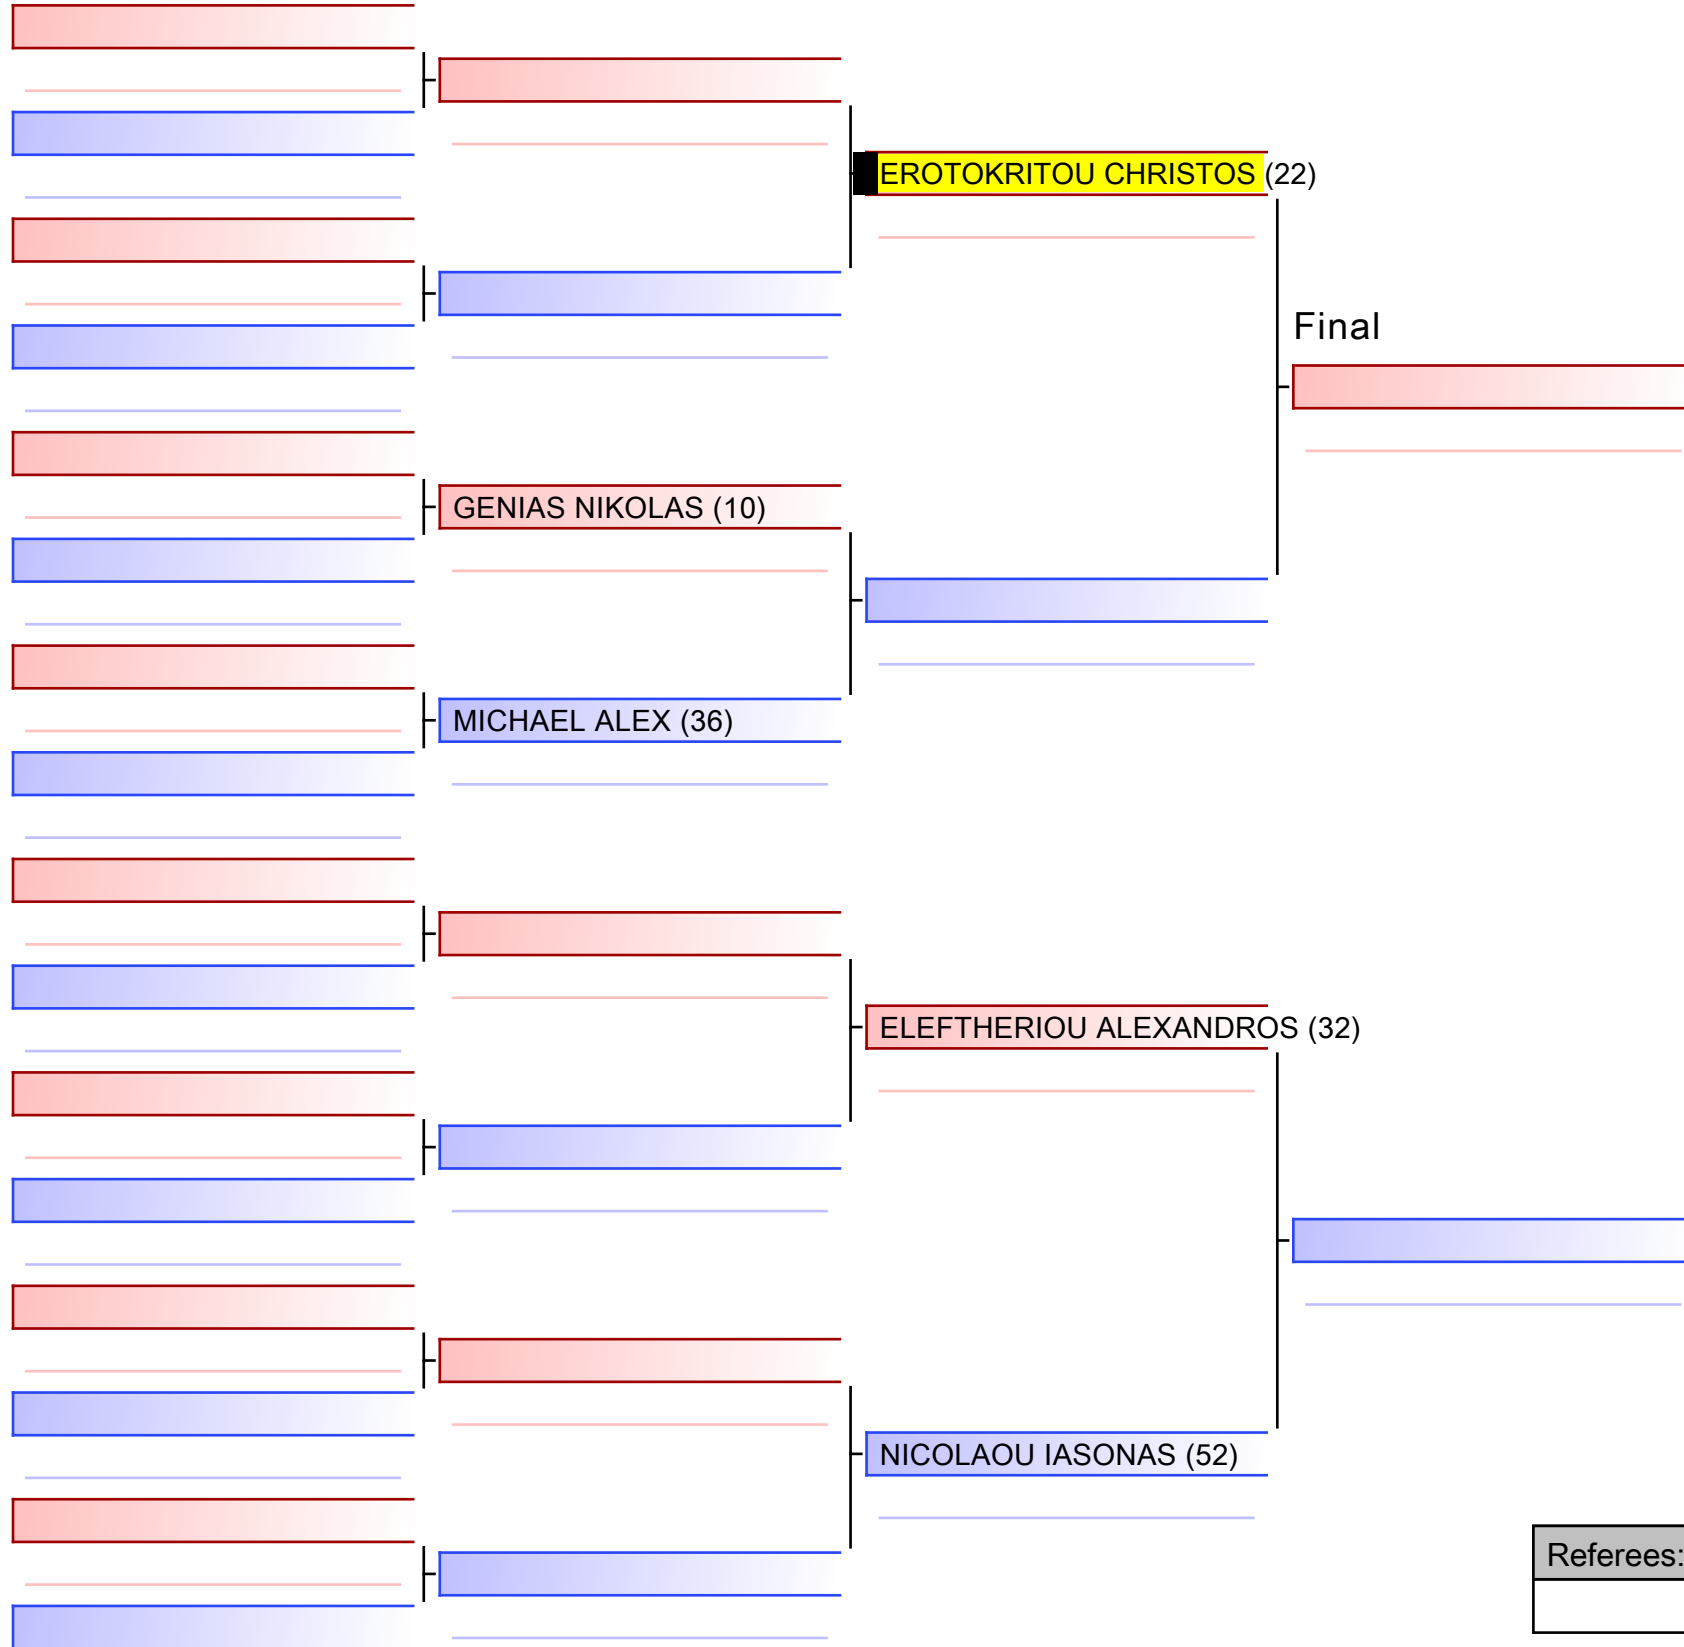 EROTOKRITOU CHRISTOS (22)
Final
GENIAS NIKOLAS (10)
MICHAEL ALEX (36)
ELEFTHERIOU ALEXANDROS (32)
NICOLAOU IASONAS (52)
Referees: